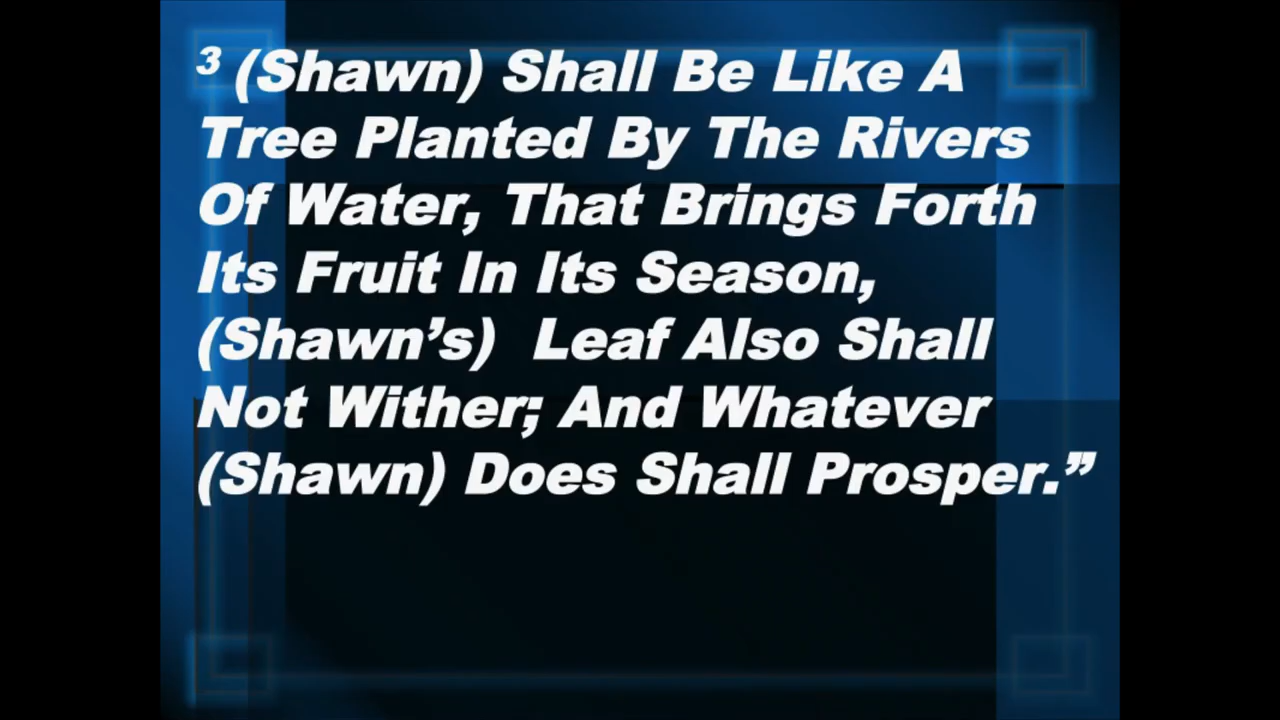 3 (Shawn) Shall Be Like A
Tree Planted By The Rivers
Of Water, That Brings Forth
Its Fruit In Its Season,
(Shawn’s) Leaf Also Shall
Not Wither; And Whatever
(Shawn) Does Shall Prosper.”